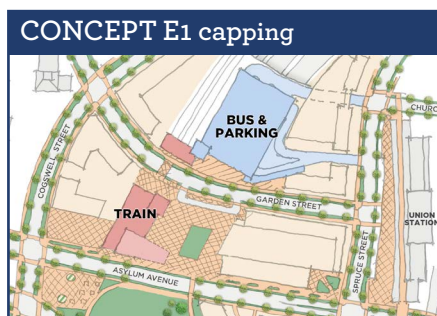 CONCEPT E1 capping
BUS &
PARKING
CHURC
COGSWELL STREET
TRAIN
GARDEN STREET
UNION
STATION
SPRUCE STREET
ASYLUM AVENUE